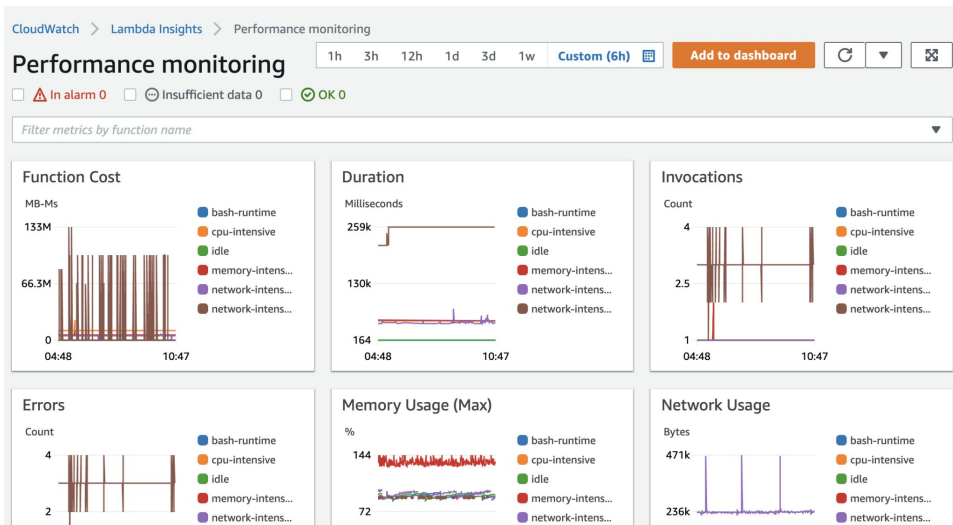 CloudWatch > Lambda Insights > Performance monitoring
Performance monitoring
1h 3h 12h 1d 3d 1w Custom (6h)
Add to dashboard
In alarm 0 Insufficient data 0 OK 0
Filter metrics by function name
Function Cost
MB-Ms
133M
66.3M
0
04:48 10:47
bash-runtime
cpu-intensive
idle
memory-intens...
network-intens...
network-intens...
Duration
Milliseconds
259k
130k
164
04:48 10:47
bash-runtime
cpu-intensive
idle
memory-intens...
network-intens...
network-intens...
Invocations
Count
4
2.5
1
04:48 10:47
bash-runtime
cpu-intensive
idle
memory-intens...
network-intens...
network-intens...
Errors
Count
4
2
bash-runtime
cpu-intensive
idle
memory-intens...
network-intens...
Memory Usage (Max)
%
144
72
bash-runtime
cpu-intensive
idle
memory-intens...
network-intens...
Network Usage
Bytes
471k
236k
bash-runtime
cpu-intensive
idle
memory-intens...
network-intens...